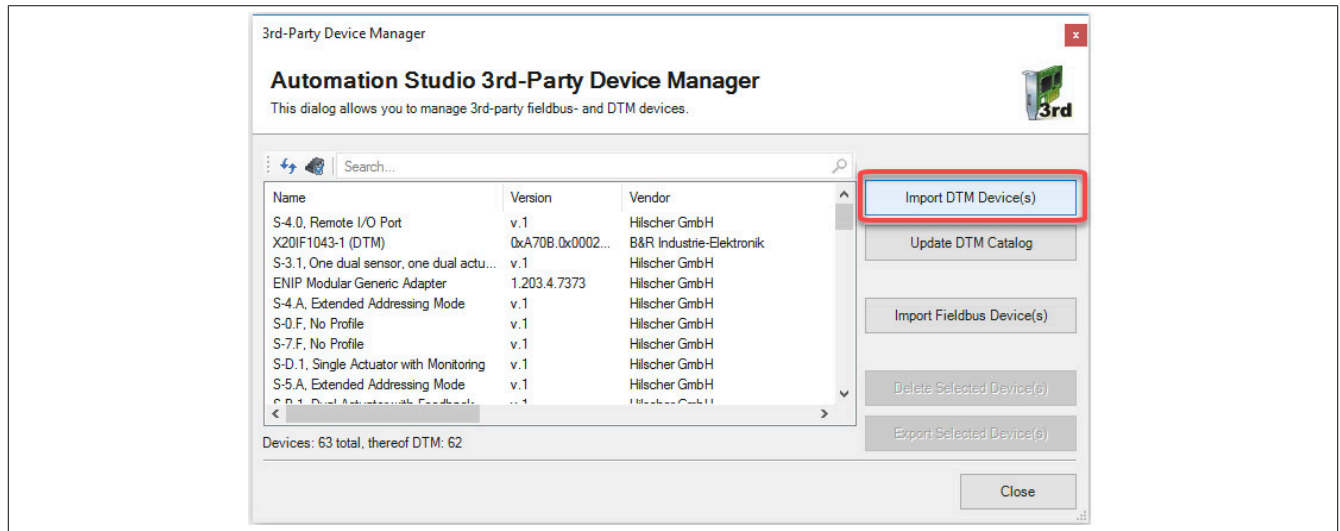 3rd-Party Device Manager
x
Automation Studio 3rd-Party Device Manager
This dialog allows you to manage 3rd-party fieldbus- and DTM devices.
3rd
Search...
Name Version Vendor
S-4.0, Remote I/O Port v.1 Hilscher GmbH
X20IF1043-1 (DTM) 0xA70B.0x0002... B&R Industrie-Elektronik
S-3.1, One dual sensor, one dual actu... v.1 Hilscher GmbH
ENIP Modular Generic Adapter 1.203.4.7373 Hilscher GmbH
S-4.A, Extended Addressing Mode v.1 Hilscher GmbH
S-0.F, No Profile v.1 Hilscher GmbH
S-7.F, No Profile v.1 Hilscher GmbH
S-D.1, Single Actuator with Monitoring v.1 Hilscher GmbH
S-5.A, Extended Addressing Mode v.1 Hilscher GmbH
Devices: 63 total, thereof DTM: 62
Import DTM Device(s)
Update DTM Catalog
Import Fieldbus Device(s)
Delete Selected Device(s)
Export Selected Device(s)
Close